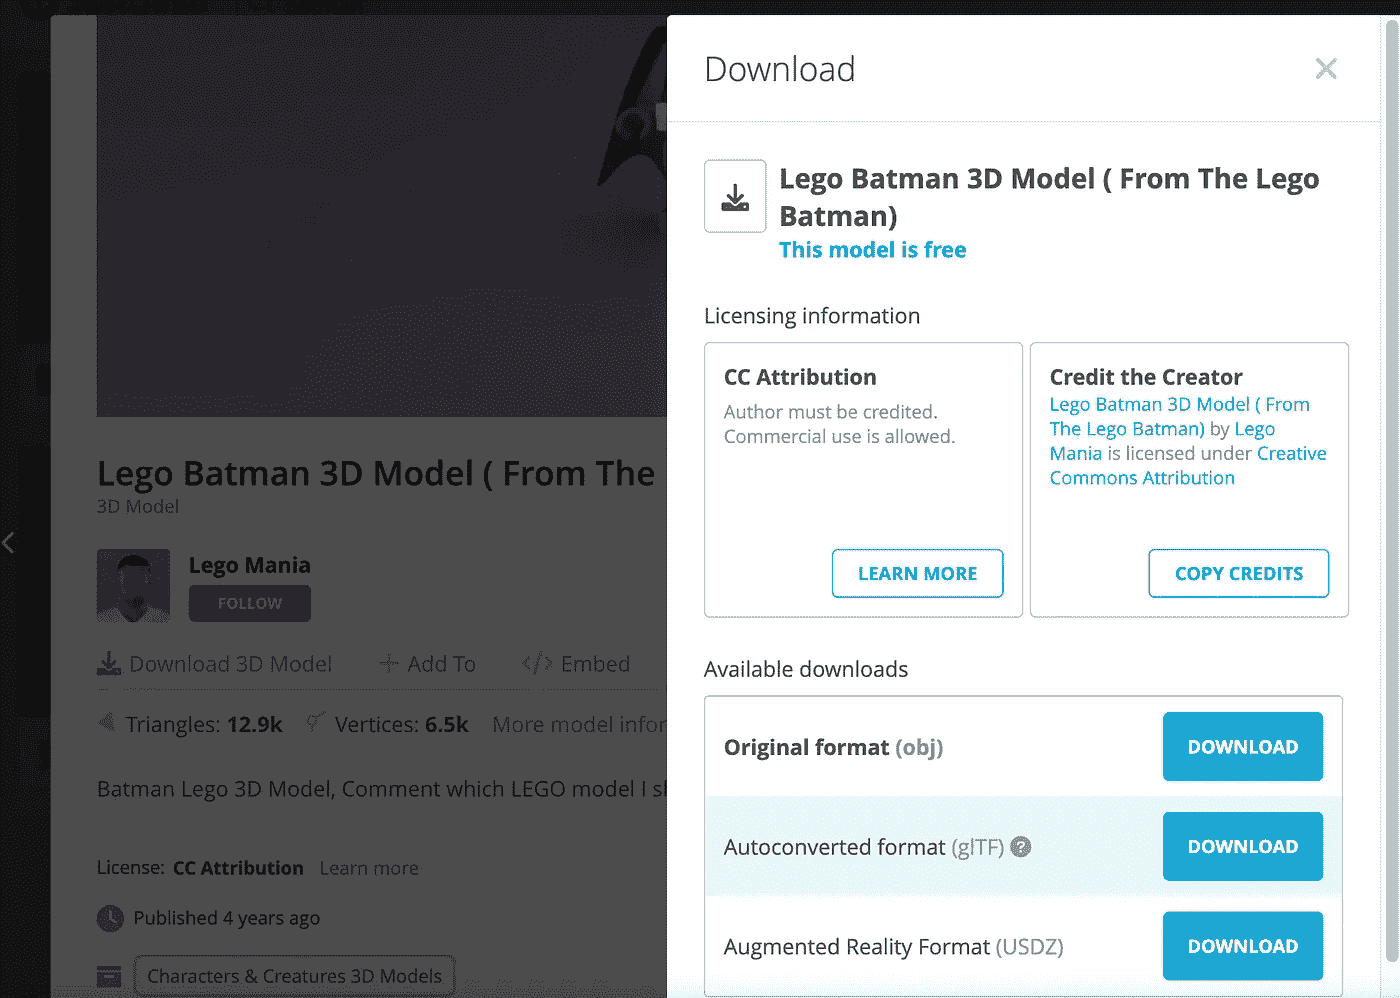 Download
Lego Batman 3D Model ( From The Lego
Batman)
This model is free
Licensing information
CC Attribution
Author must be credited.
Commercial use is allowed.
LEARN MORE
Credit the Creator
Lego Batman 3D Model ( From
The Lego Batman) by Lego
Mania is licensed under Creative
Commons Attribution
COPY CREDITS
Available downloads
Original format (obj)
DOWNLOAD
Autoconverted format (glTF) ?
DOWNLOAD
Augmented Reality Format (USDZ)
DOWNLOAD
Lego Batman 3D Model ( From The
3D Model
Lego Mania
FOLLOW
Download 3D Model
Add To
</> Embed
Triangles: 12.9k
Vertices: 6.5k
More model infor
Batman Lego 3D Model, Comment which LEGO model I sh
License: CC Attribution Learn more
Published 4 years ago
Characters & Creatures 3D Models